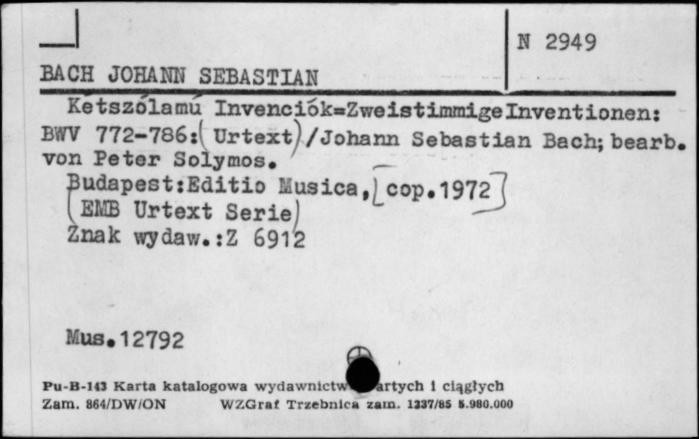 N 2949
BACH JOHANN SEBASTIAN
Kétszólamú Invenciók=Zweistimmige Inventionen:
BWV 772-786:(Urtext)/Johann Sebastian Bach; bearb.
von Peter Solymos.
Budapest:Editio Musica,[cop.1972]
(EMB Urtext Serie)
Znak wydaw.:Z 6912
Mus.12792
Pu-B-143 Karta katalogowa wydawnictw artych i ciągłych
Zam. 864/DW/ON WZGraf Trzebnica zam. 1337/85 5.980.000